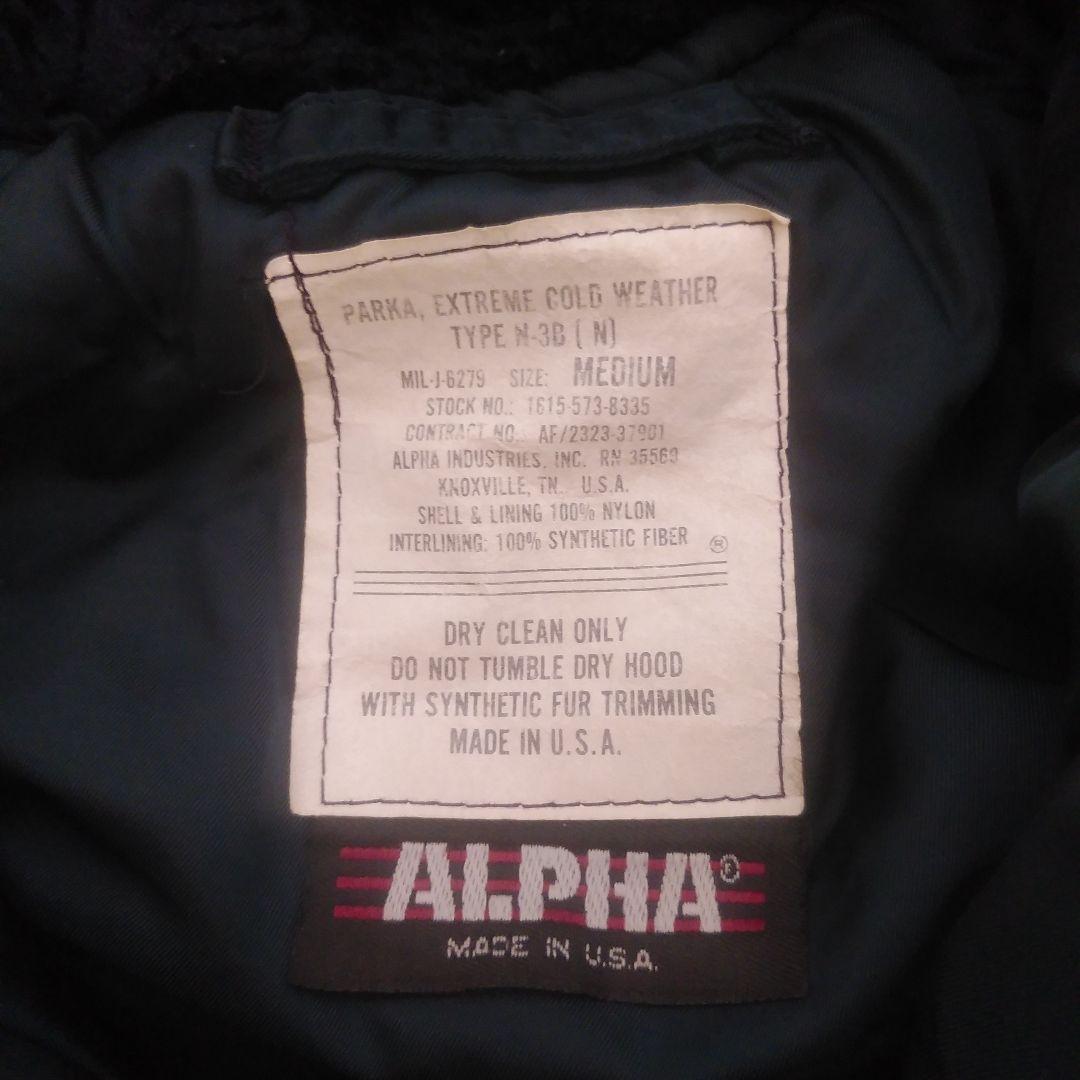 PARKA, EXTREME COLD WEATHER
TYPE N-3B ( N)
MIL-J-6279 SIZE: MEDIUM
STOCK NO.: 1615-573-8335
CONTRACT NO.: AF/2323-37901
ALPHA INDUSTRIES, INC. RN 35569
KNOXVILLE, TN. U.S.A.
SHELL & LINING 100% NYLON
INTERLINING: 100% SYNTHETIC FIBER ®
DRY CLEAN ONLY
DO NOT TUMBLE DRY HOOD
WITH SYNTHETIC FUR TRIMMING
MADE IN U.S.A.
ALPHA®
MADE IN U.S.A.